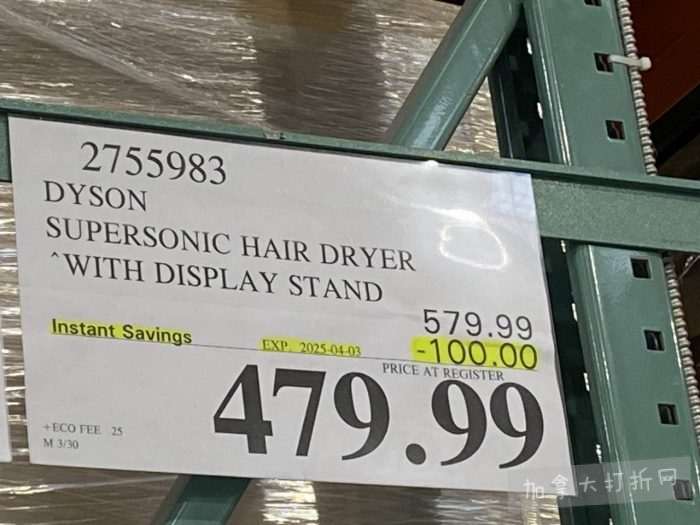 2755983
DYSON
SUPERSONIC HAIR DRYER
^WITH DISPLAY STAND
579.99
Instant Savings EXP. 2025-04-03 -100.00
PRICE AT REGISTER
479.99
+ECO FEE 25
M 3/30
加拿大打折网